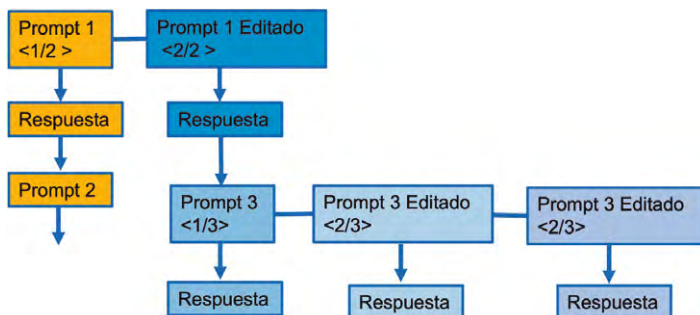 Prompt 1
<1/2 >
Prompt 1 Editado
<2/2 >
Respuesta
Respuesta
Prompt 2
Prompt 3
<1/3>
Prompt 3 Editado
<2/3>
Prompt 3 Editado
<2/3>
Respuesta
Respuesta
Respuesta